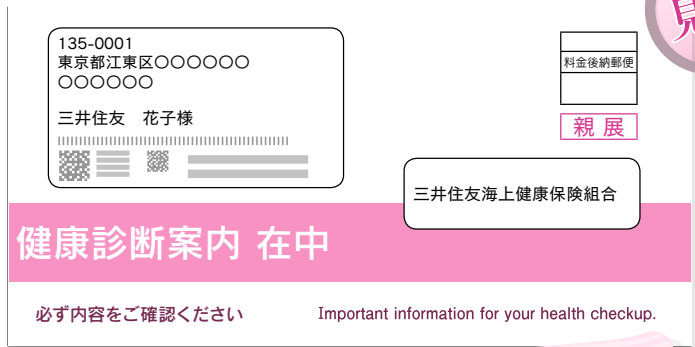 135-0001
東京都江東区〇〇〇〇〇〇
〇〇〇〇〇〇
三井住友 花子様
料金後納郵便
親展
三井住友海上健康保険組合
健康診断案内 在中
必ず内容をご確認ください
Important information for your health checkup.